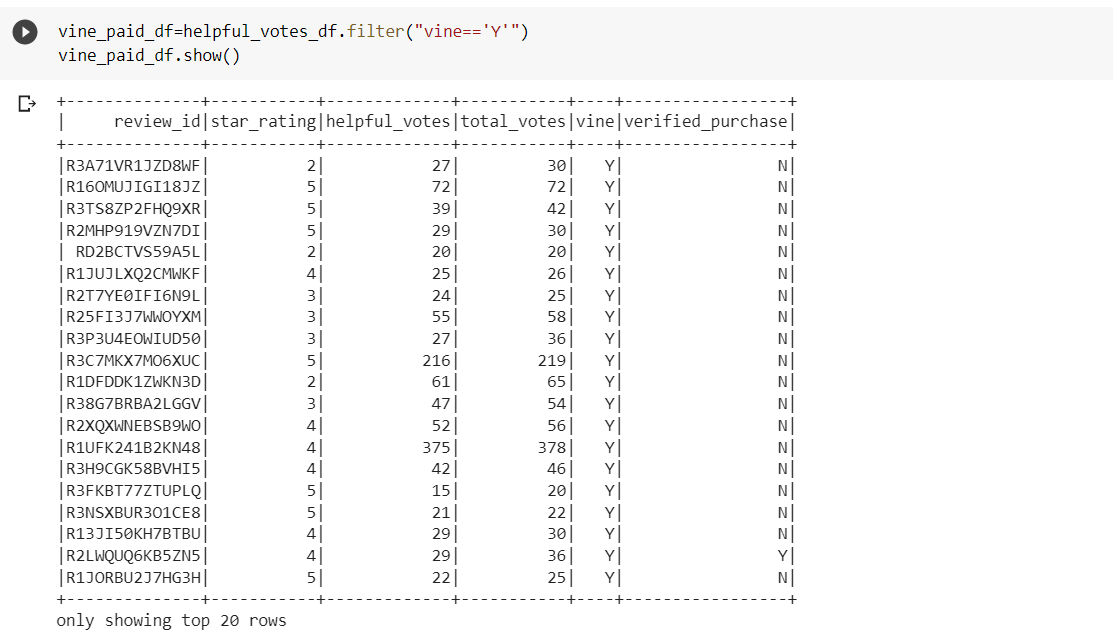 vine_paid_df=helpful_votes_df.filter("vine=='Y'")
vine_paid_df.show()
+--------------+-----------+-------------+-----------+----+-----------------+
|     review_id|star_rating|helpful_votes|total_votes|vine|verified_purchase|
+--------------+-----------+-------------+-----------+----+-----------------+
|R3A71VR1JZD8WF|          2|           27|         30|   Y|                N|
|R16OMUJIGI18JZ|          5|           72|         72|   Y|                N|
|R3TS8ZP2FHQ9XR|          5|           39|         42|   Y|                N|
|R2MHP919VZN7DI|          5|           29|         30|   Y|                N|
| RD2BCTVS59A5L|          2|           20|         20|   Y|                N|
|R1JUJLXQ2CMWKF|          4|           25|         26|   Y|                N|
|R2T7YE0IFI6N9L|          3|           24|         25|   Y|                N|
|R25FI3J7WWOYXM|          3|           55|         58|   Y|                N|
|R3P3U4EOWIUD50|          3|           27|         36|   Y|                N|
|R3C7MKX7MO6XUC|          5|          216|        219|   Y|                N|
|R1DFDDK1ZWKN3D|          2|           61|         65|   Y|                N|
|R38G7BRBA2LGGV|          3|           47|         54|   Y|                N|
|R2XQXWNEBSB9WO|          4|           52|         56|   Y|                N|
|R1UFK241B2KN48|          4|          375|        378|   Y|                N|
|R3H9CGK58BVHI5|          4|           42|         46|   Y|                N|
|R3FKBT77ZTUPLQ|          5|           15|         20|   Y|                N|
|R3NSXBUR3O1CE8|          5|           21|         22|   Y|                N|
|R13JI50KH7BTBU|          4|           29|         30|   Y|                N|
|R2LWQUQ6KB5ZN5|          4|           29|         36|   Y|                Y|
|R1JORBU2J7HG3H|          5|           22|         25|   Y|                N|
+--------------+-----------+-------------+-----------+----+-----------------+
only showing top 20 rows